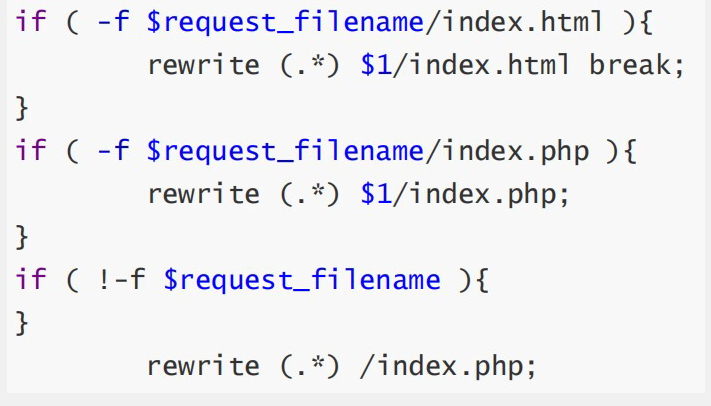 if ( -f $request_filename/index.html ){
        rewrite (.*) $1/index.html break;
}
if ( -f $request_filename/index.php ){
        rewrite (.*) $1/index.php;
}
if ( !-f $request_filename ){
}
        rewrite (.*) /index.php;